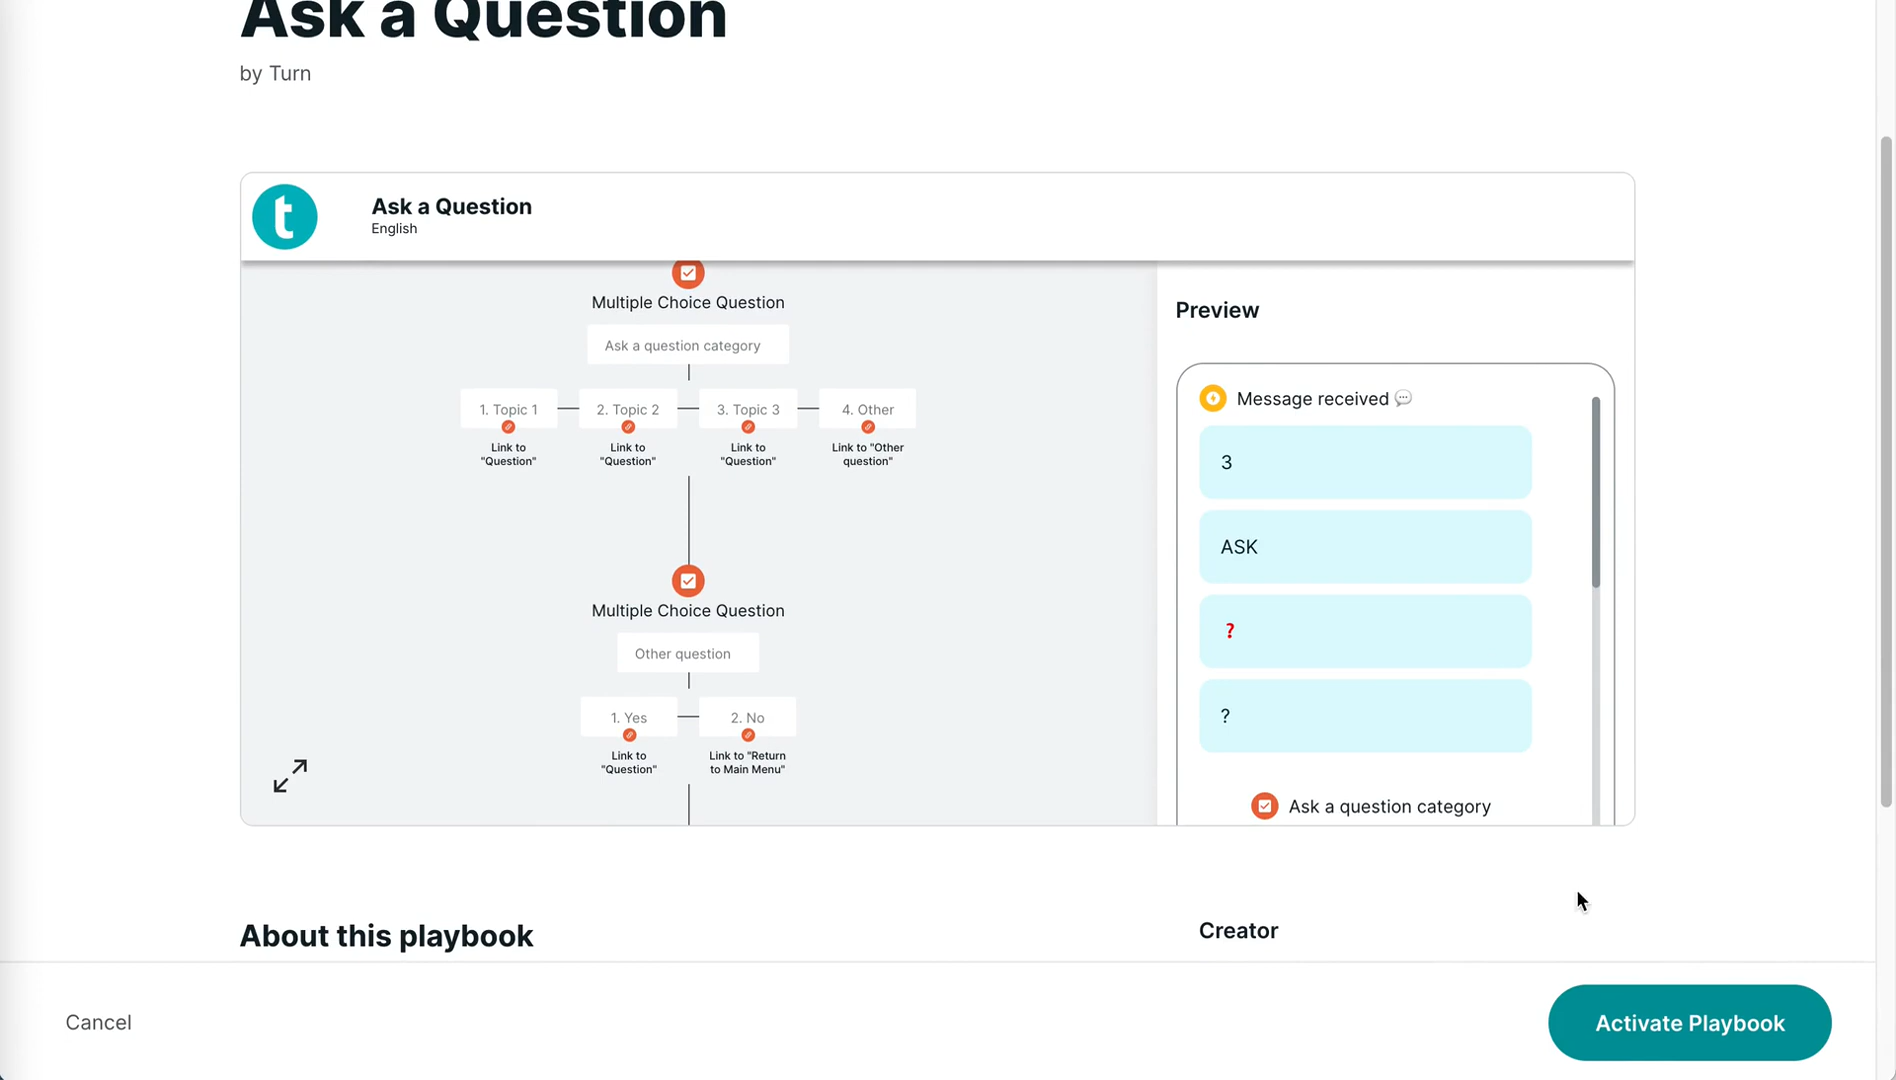 Ask a Question
by Turn
t
Ask a Question
English
Multiple Choice Question
Ask a question category
1. Topic 1
2. Topic 2
3. Topic 3
4. Other
Link to
"Question"
Link to
"Question"
Link to
"Question"
Link to "Other
question"
Multiple Choice Question
Other question
1. Yes
2. No
Link to
"Question"
Link to "Return
to Main Menu"
Preview
Message received 💬
3
ASK
❓
?
Ask a question category
About this playbook
Creator
Cancel
Activate Playbook